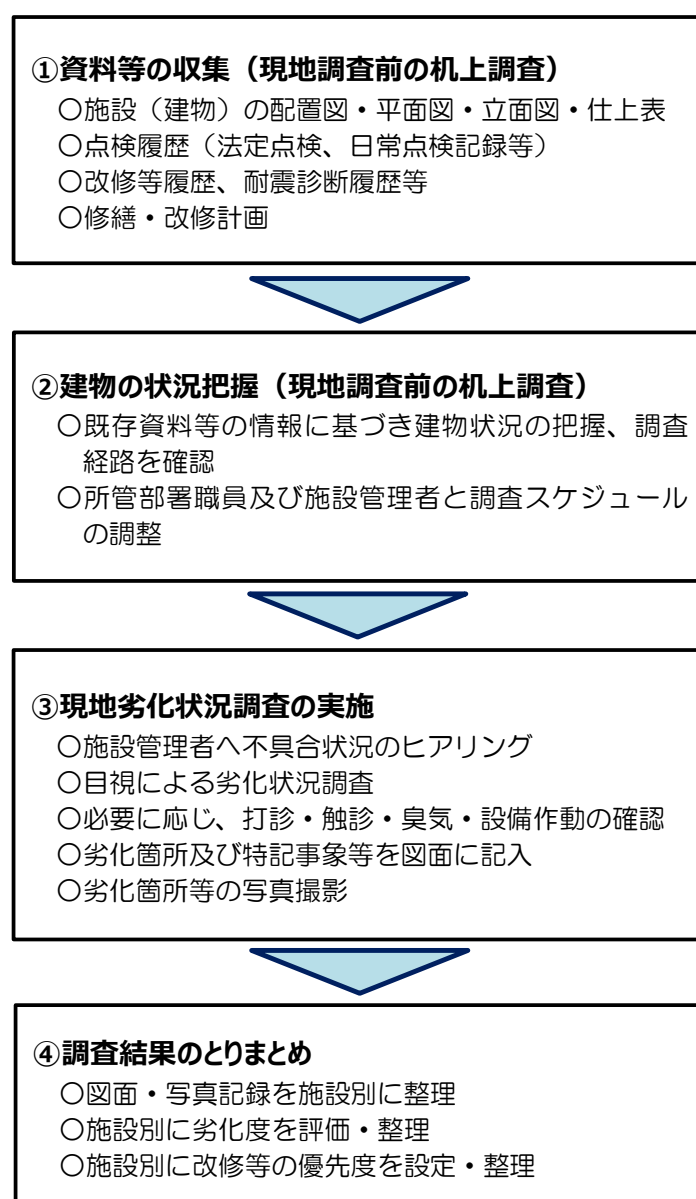 ①資料等の収集（現地調査前の机上調査）
〇施設（建物）の配置図・平面図・立面図・仕上表
〇点検履歴（法定点検、日常点検記録等）
〇改修等履歴、耐震診断履歴等
〇修繕・改修計画
②建物の状況把握（現地調査前の机上調査）
〇既存資料等の情報に基づき建物状況の把握、調査
経路を確認
〇所管部署職員及び施設管理者と調査スケジュール
の調整
③現地劣化状況調査の実施
〇施設管理者へ不具合状況のヒアリング
〇目視による劣化状況調査
〇必要に応じ、打診・触診・臭気・設備作動の確認
〇劣化箇所及び特記事象等を図面に記入
〇劣化箇所等の写真撮影
④調査結果のとりまとめ
〇図面・写真記録を施設別に整理
〇施設別に劣化度を評価・整理
〇施設別に改修等の優先度を設定・整理